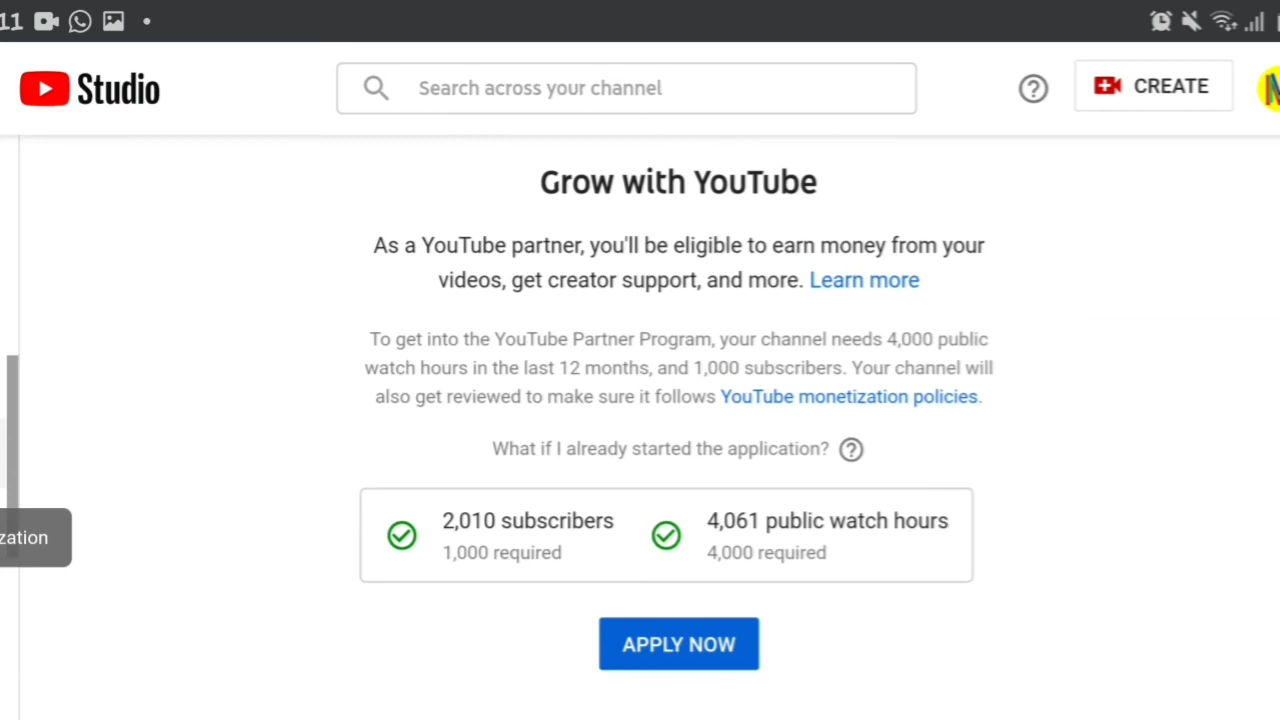 11
Studio
Search across your channel
CREATE
Grow with YouTube
As a YouTube partner, you'll be eligible to earn money from your
videos, get creator support, and more. Learn more
To get into the YouTube Partner Program, your channel needs 4,000 public
watch hours in the last 12 months, and 1,000 subscribers. Your channel will
also get reviewed to make sure it follows YouTube monetization policies.
What if I already started the application?
2,010 subscribers
1,000 required
4,061 public watch hours
4,000 required
zation
APPLY NOW